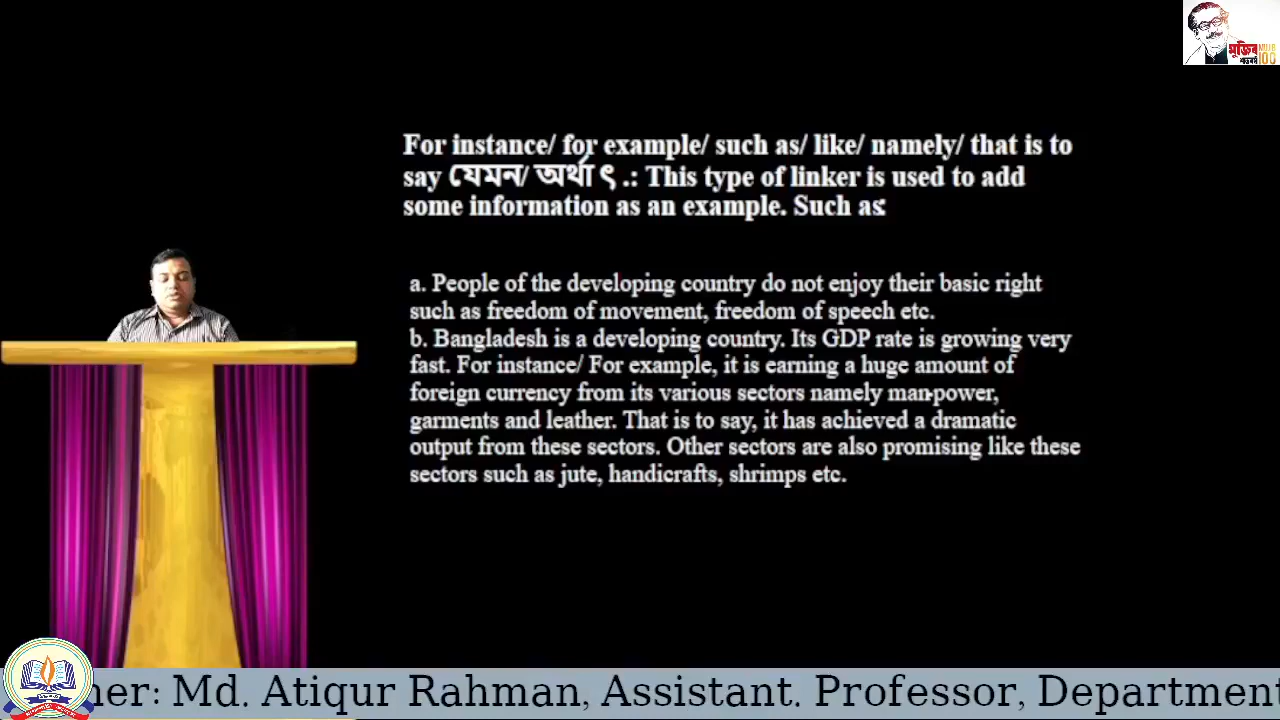 মুজিব MUJIB
শতবর্ষ 100
For instance/ for example/ such as/ like/ namely/ that is to
say যেমন/ অর্থাৎ .: This type of linker is used to add
some information as an example. Such as:
a. People of the developing country do not enjoy their basic right
such as freedom of movement, freedom of speech etc.
b. Bangladesh is a developing country. Its GDP rate is growing very
fast. For instance/ For example, it is earning a huge amount of
foreign currency from its various sectors namely man-power,
garments and leather. That is to say, it has achieved a dramatic
output from these sectors. Other sectors are also promising like these
sectors such as jute, handicrafts, shrimps etc.
her: Md. Atiqur Rahman, Assistant. Professor, Department